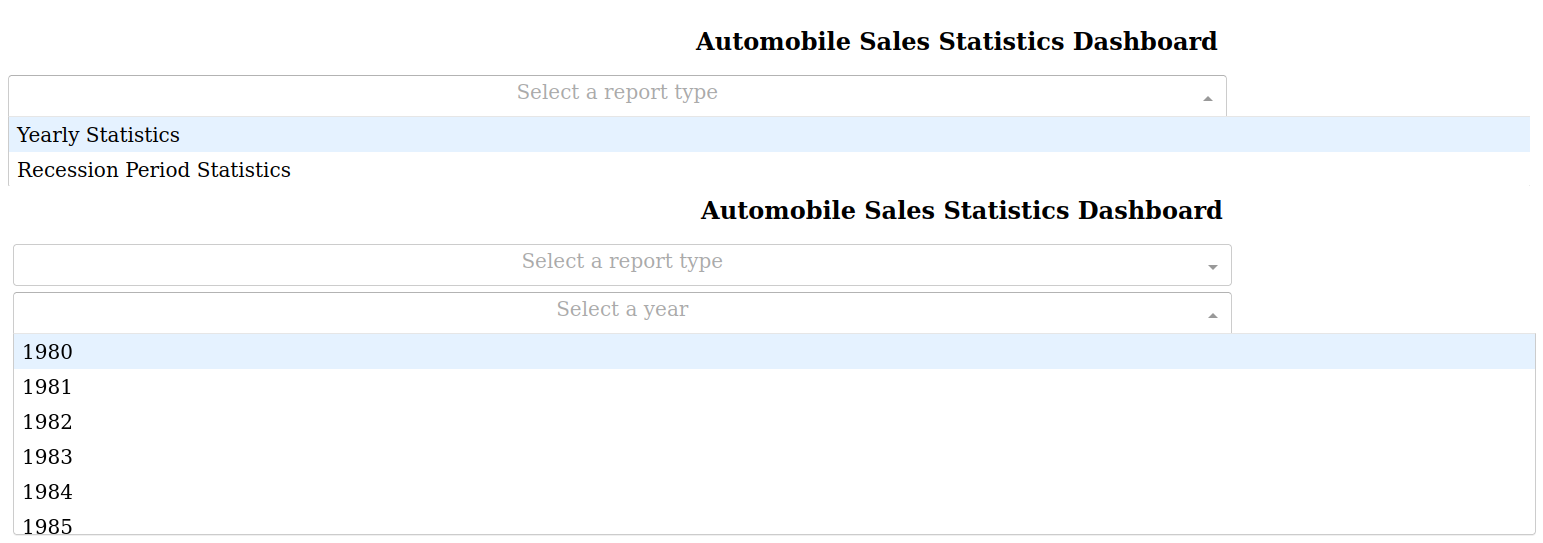 Automobile Sales Statistics Dashboard
Select a report type
Yearly Statistics
Recession Period Statistics
Automobile Sales Statistics Dashboard
Select a report type
Select a year
1980
1981
1982
1983
1984
1985